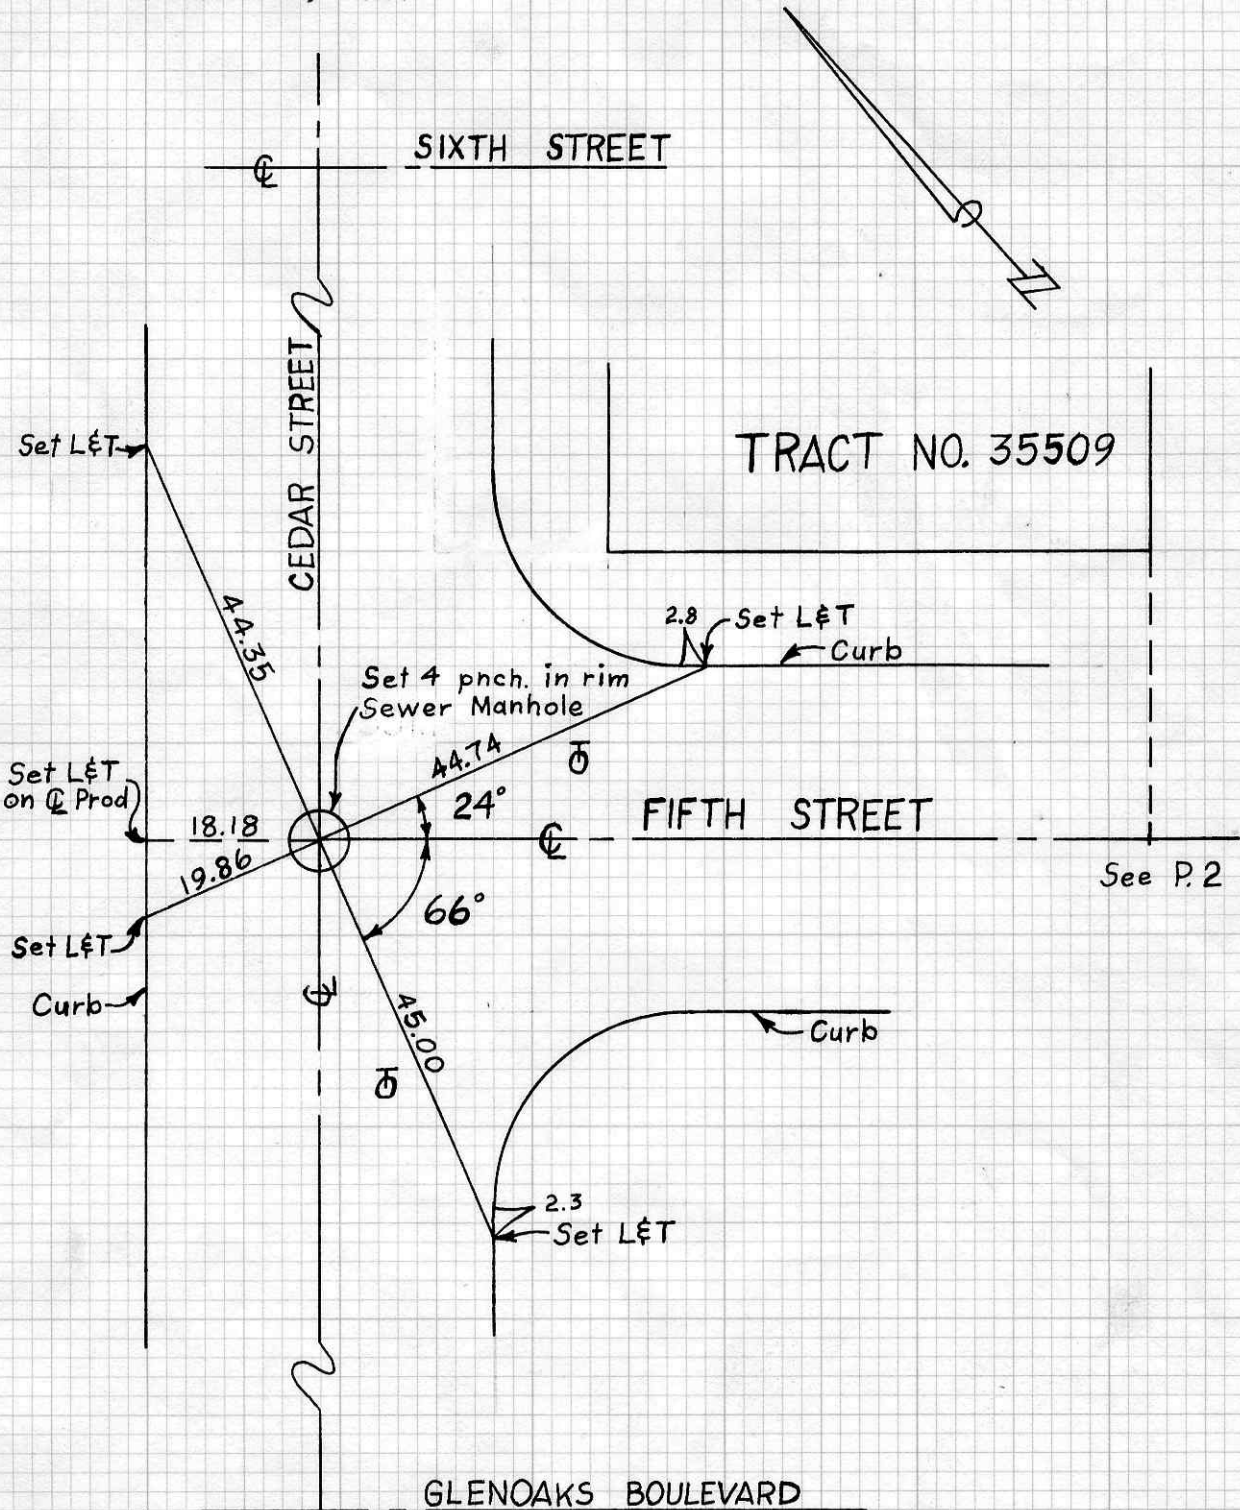 SIXTH STREET
℄
CEDAR STREET
Set L&T
TRACT NO. 35509
44.35
2.8
Set L&T
Curb
Set 4 pnch. in rim
Sewer Manhole
44.74
Set L&T
on ℄ Prod
18.18
24°
FIFTH STREET
℄
19.86
See P. 2
66°
Set L&T
Curb
℄
45.00
Curb
2.3
Set L&T
GLENOAKS BOULEVARD